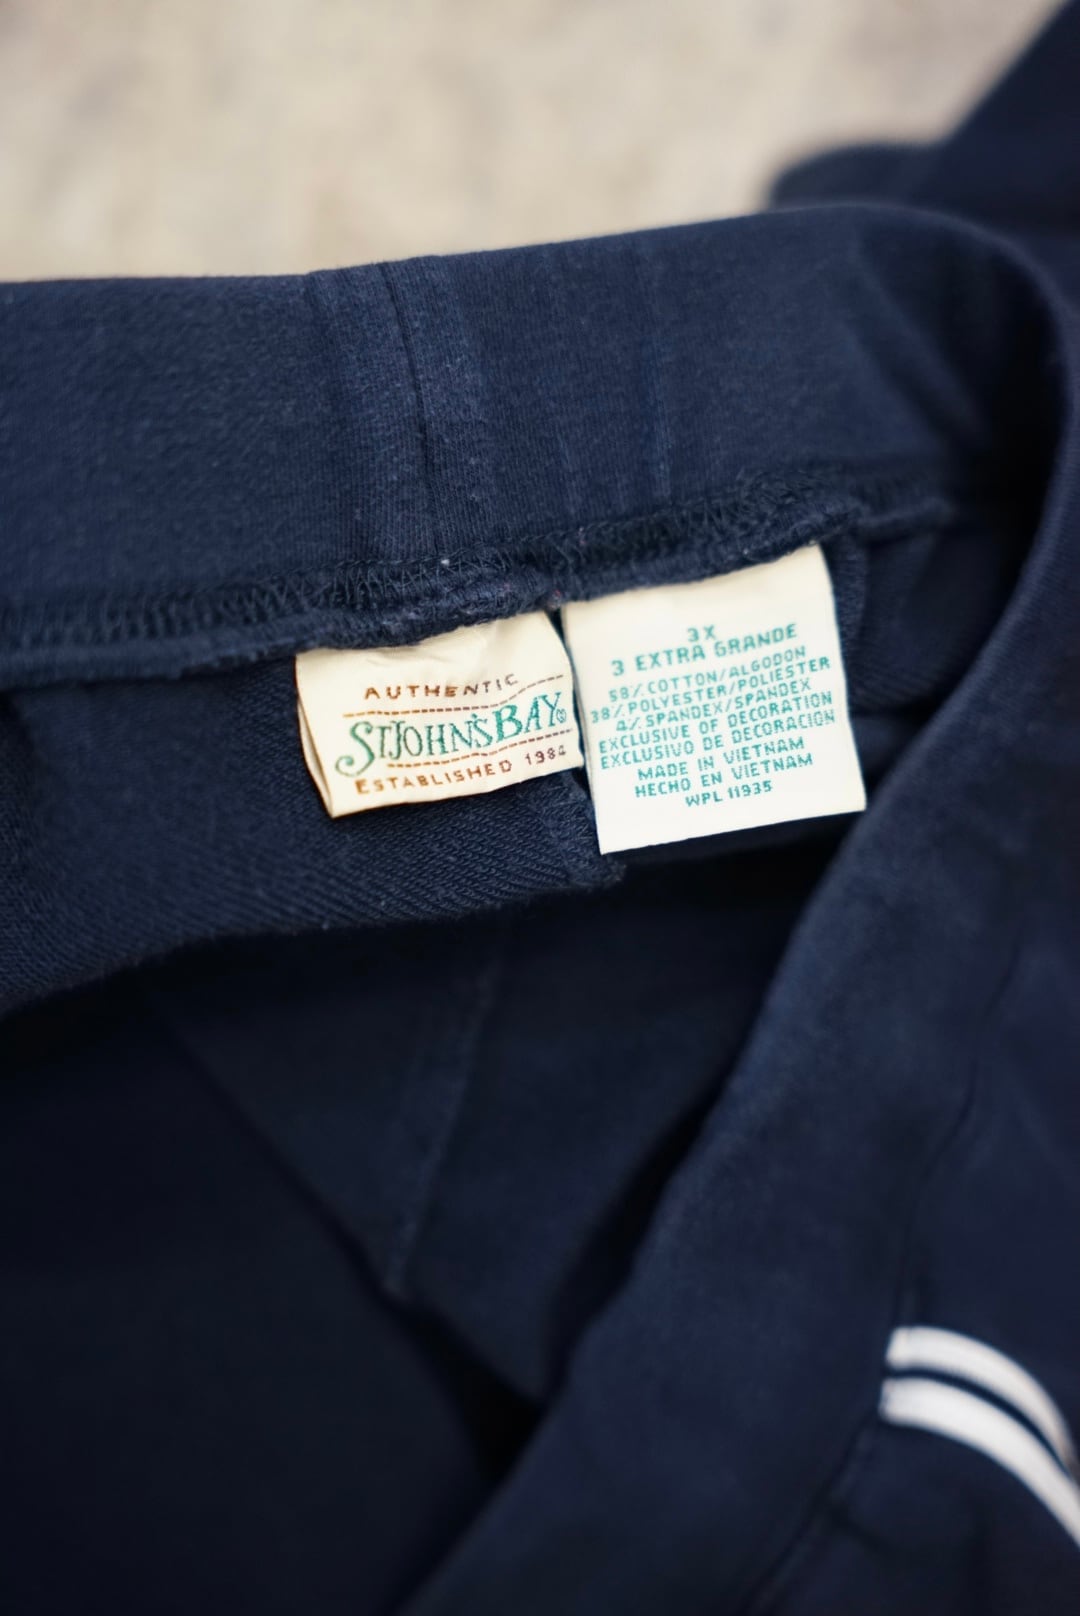 AUTHENTIC
ST. JOHN'S BAY®
ESTABLISHED 1984
3X
3 EXTRA GRANDE
58% COTTON/ALGODON
38% POLYESTER/POLIESTER
4% SPANDEX/SPANDEX
EXCLUSIVE OF DECORATION
EXCLUSIVO DE DECORACION
MADE IN VIETNAM
HECHO EN VIETNAM
WPL 11935